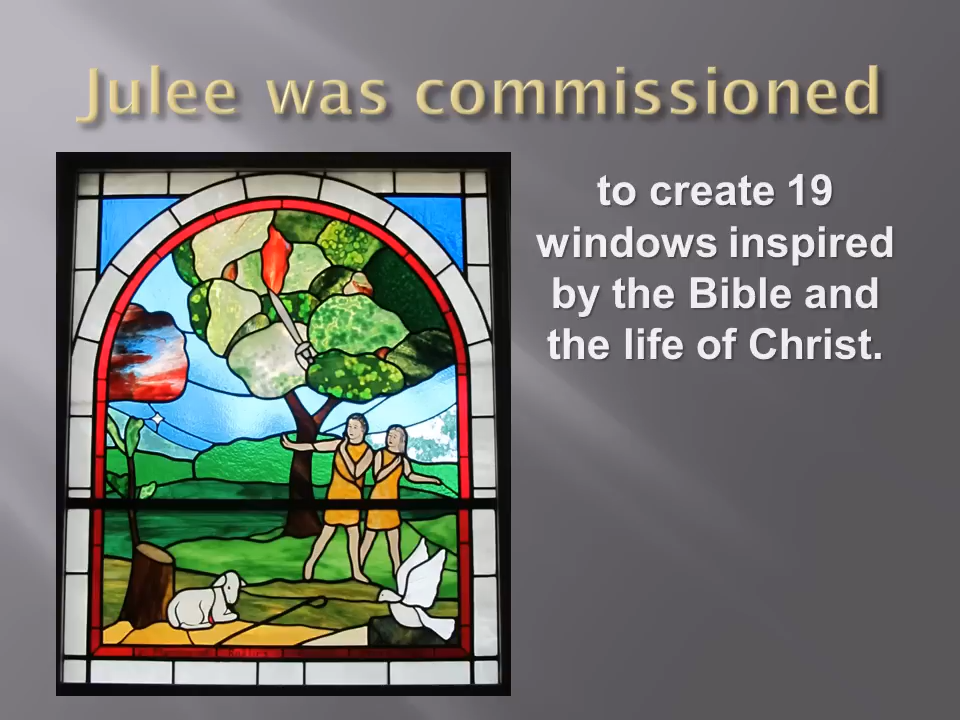 Julee was commissioned
to create 19
windows inspired
by the Bible and
the life of Christ.